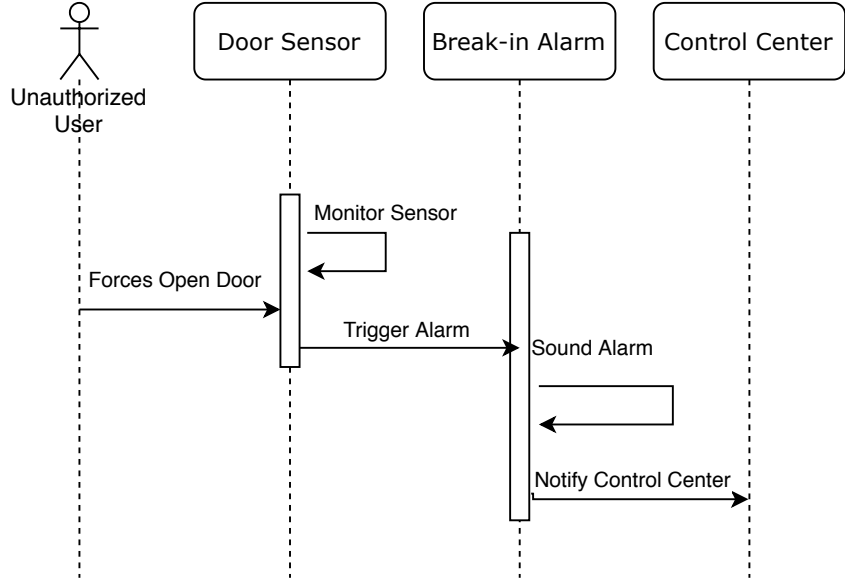 Door Sensor
Break-in Alarm
Control Center
Unauthorized
User
Monitor Sensor
Forces Open Door
Trigger Alarm
Sound Alarm
Notify Control Center